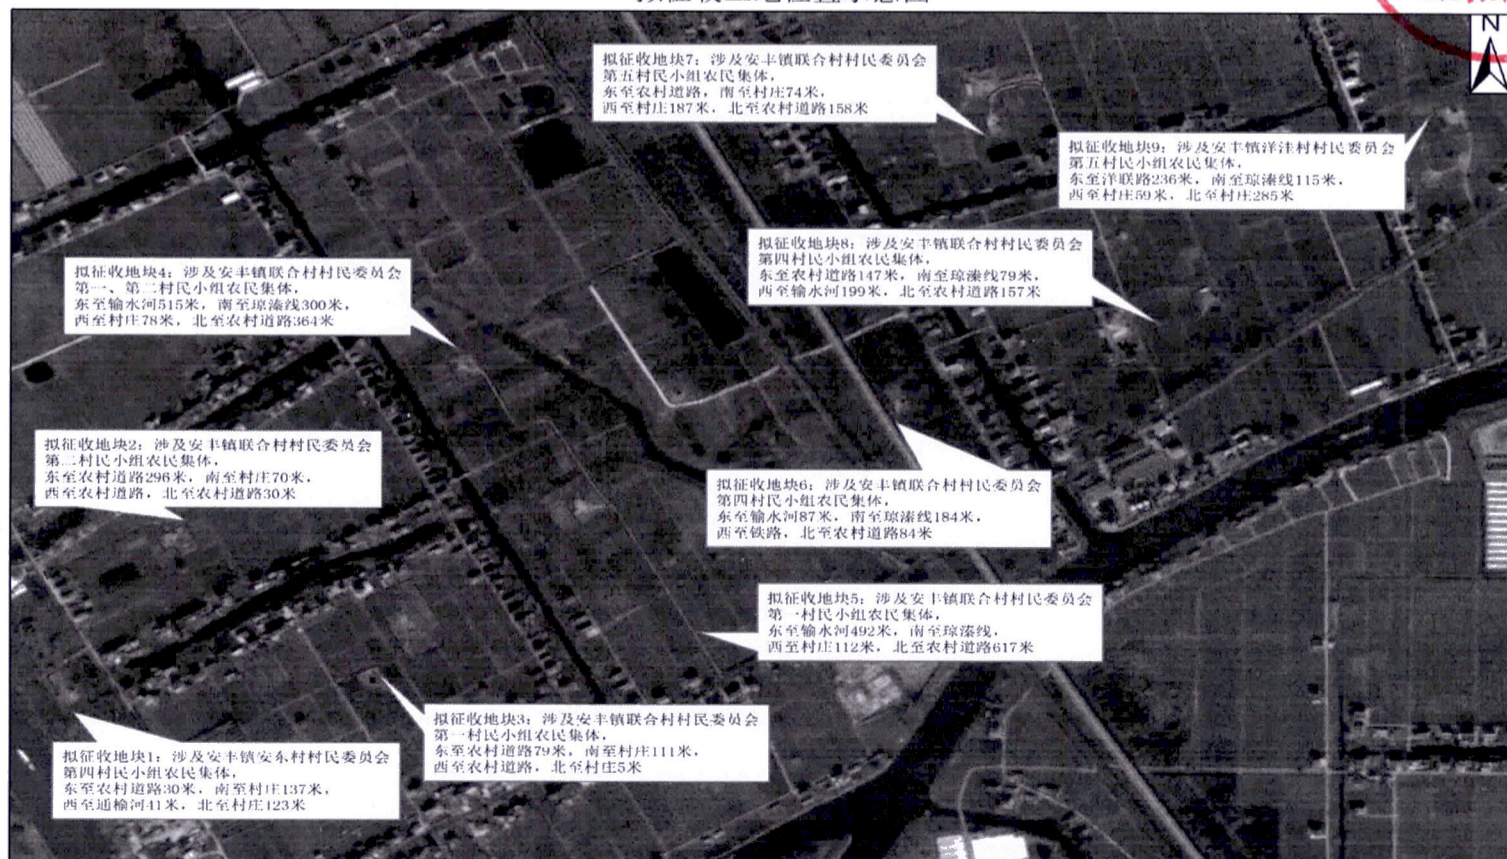 拟征收地块7：涉及安丰镇联合村村民委员会
第五村民小组农民集体，
东至农村道路，南至村庄74米，
西至村庄187米，北至农村道路158米
N
拟征收地块9：涉及安丰镇洋洼村村民委员会
第五村民小组农民集体，
东至洋联路236米，南至琼溱线115米，
西至村庄59米，北至村庄285米
拟征收地块8：涉及安丰镇联合村村民委员会
第四村民小组农民集体，
东至农村道路147米，南至琼溱线79米，
西至输水河199米，北至农村道路157米
拟征收地块4：涉及安丰镇联合村村民委员会
第一、第二村民小组农民集体，
东至输水河515米，南至琼溱线300米，
西至村庄78米，北至农村道路364米
拟征收地块2：涉及安丰镇联合村村民委员会
第二村民小组农民集体，
东至农村道路296米，南至村庄70米，
西至农村道路，北至农村道路30米
拟征收地块6：涉及安丰镇联合村村民委员会
第四村民小组农民集体，
东至输水河87米，南至琼溱线184米，
西至铁路，北至农村道路84米
拟征收地块5：涉及安丰镇联合村村民委员会
第一村民小组农民集体，
东至输水河492米，南至琼溱线，
西至村庄112米，北至农村道路617米
拟征收地块3：涉及安丰镇联合村村民委员会
第一村民小组农民集体，
东至农村道路79米，南至村庄111米，
西至农村道路，北至村庄5米
拟征收地块1：涉及安丰镇安东村村民委员会
第四村民小组农民集体，
东至农村道路30米，南至村庄137米，
西至通榆河41米，北至村庄123米